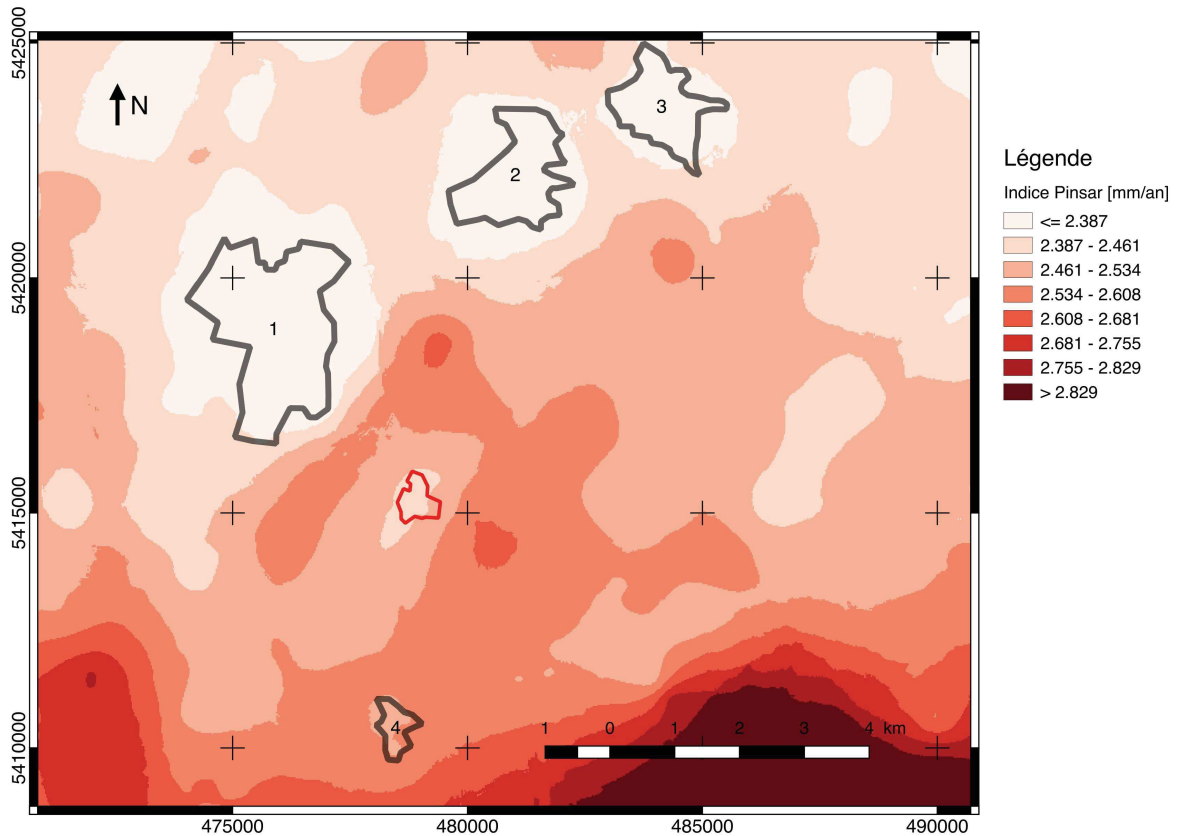 5425000
5420000
5415000
5410000
N
1
2
3
4
1 0 1 2 3 4 km
475000 480000 485000 490000
Légende
Indice Pinsar [mm/an]
<= 2.387
2.387 - 2.461
2.461 - 2.534
2.534 - 2.608
2.608 - 2.681
2.681 - 2.755
2.755 - 2.829
> 2.829